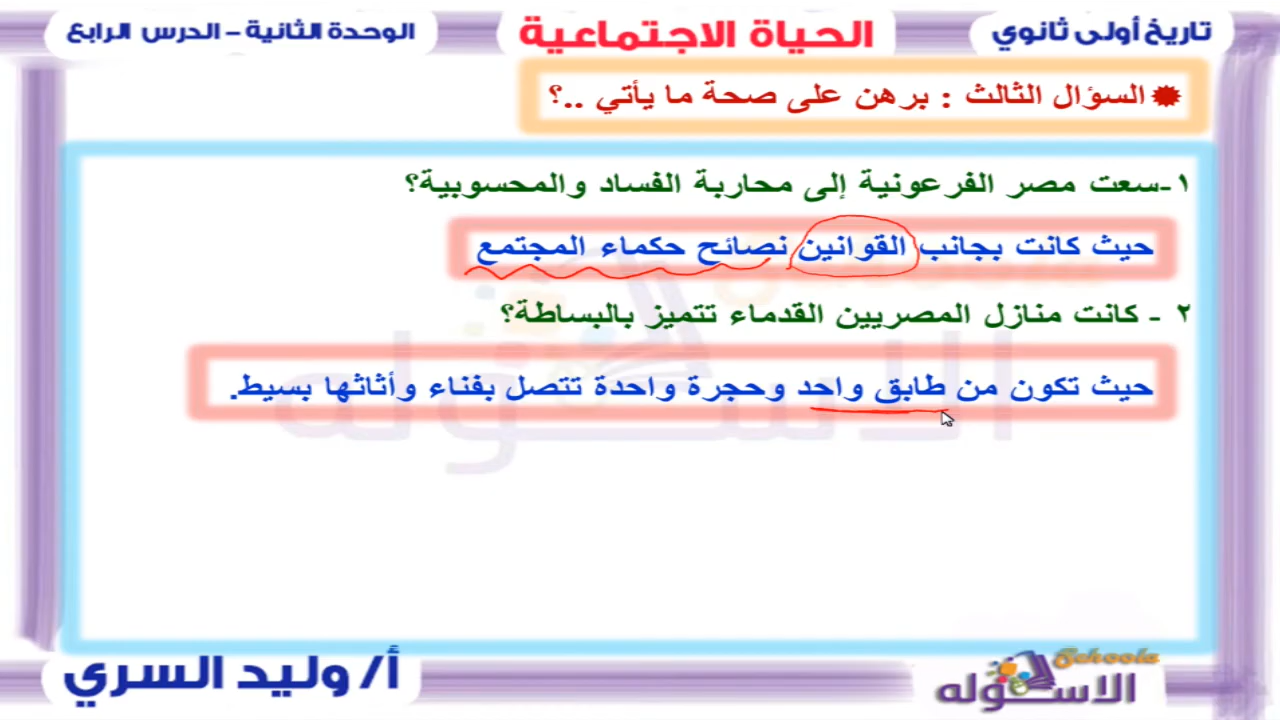 تاريخ أولى ثانوي
الحياة الاجتماعية
الوحدة الثانية – الدرس الرابع
السؤال الثالث : برهن على صحة ما يأتي ..؟
١-سعت مصر الفرعونية إلى محاربة الفساد والمحسوبية؟
حيث كانت بجانب القوانين نصائح حكماء المجتمع
٢ - كانت منازل المصريين القدماء تتميز بالبساطة؟
حيث تكون من طابق واحد وحجرة واحدة تتصل بفناء وأثاثها بسيط.
الاسكوله
Schools
الاسكوله
أ/ وليد السري